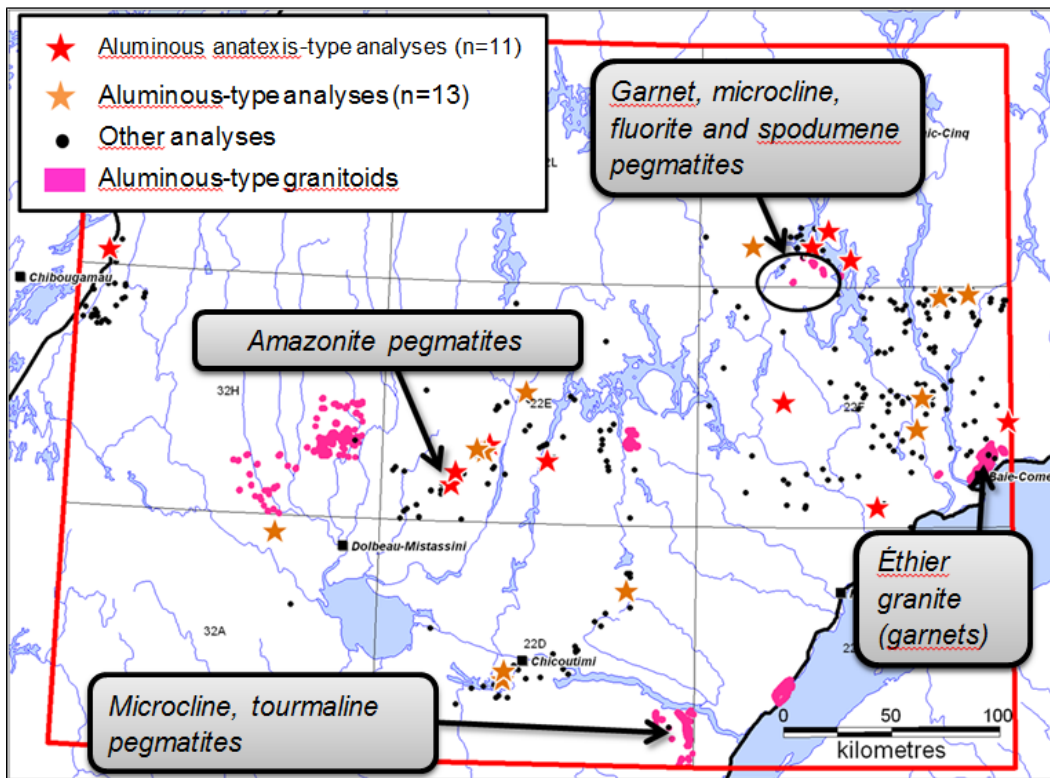 Aluminous anatexis-type analyses (n=11)
Aluminous-type analyses (n=13)
Other analyses
Aluminous-type granitoids
Garnet, microcline,
fluorite and spodumene
pegmatites
Chibougamau
Amazonite pegmatites
32H
22E
22F
Baie-Come
Dolbeau-Mistassini
Éthier
granite
(garnets)
32A
22D
Chicoutimi
Microcline, tourmaline
pegmatites
0 50 100
kilometres